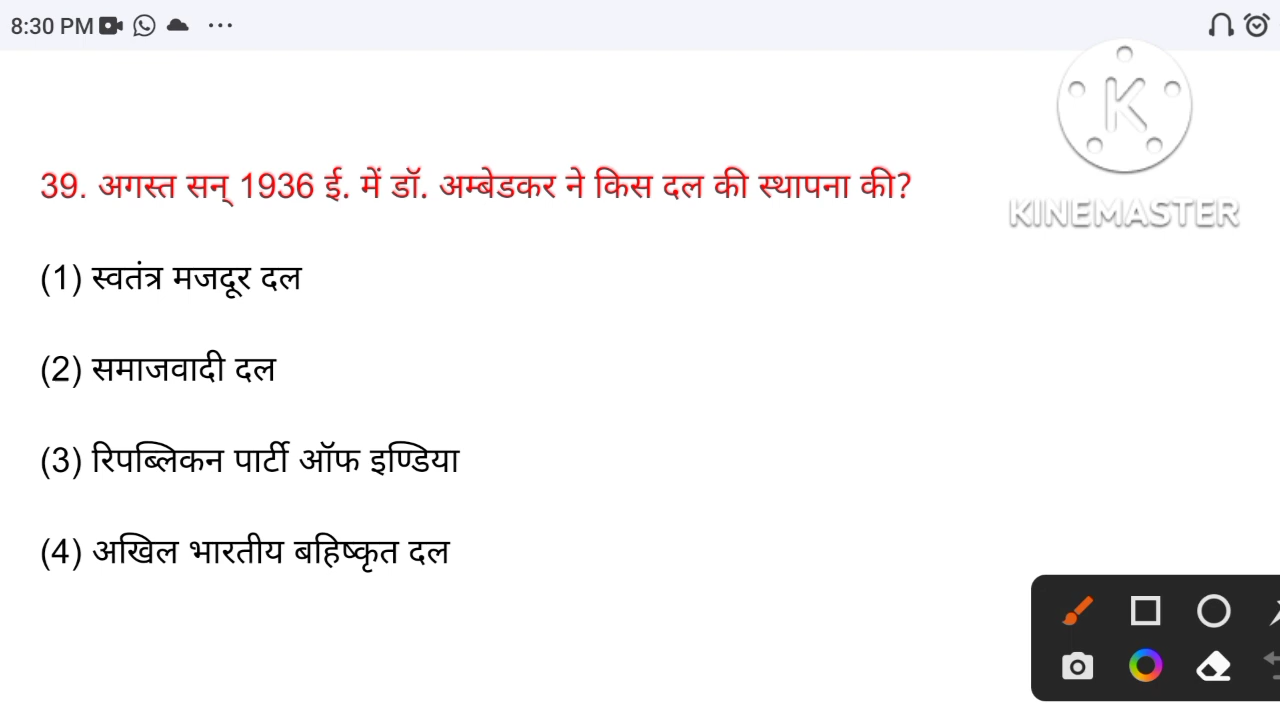 8:30 PM
KINEMASTER
39. अगस्त सन् 1936 ई. में डॉ. अम्बेडकर ने किस दल की स्थापना की?
(1) स्वतंत्र मजदूर दल
(2) समाजवादी दल
(3) रिपब्लिकन पार्टी ऑफ इण्डिया
(4) अखिल भारतीय बहिष्कृत दल